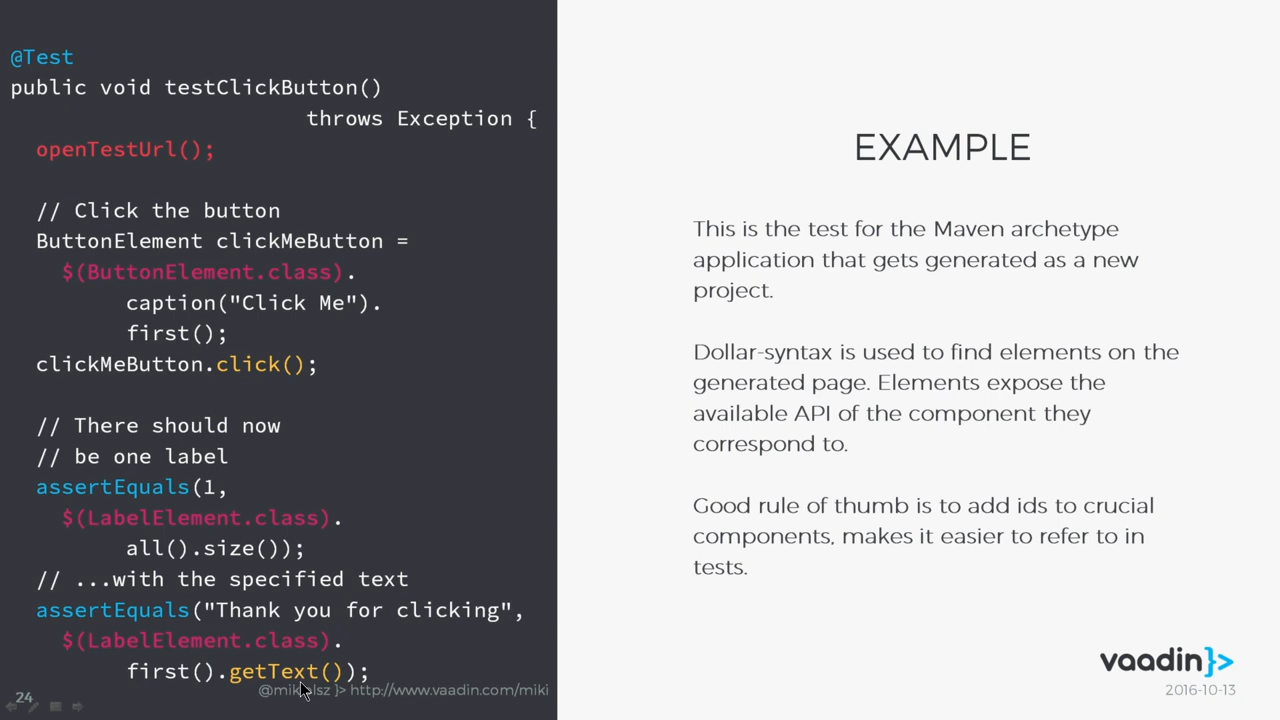 @Test
public void testClickButton()
throws Exception {
openTestUrl();
// Click the button
ButtonElement clickMeButton =
$(ButtonElement.class).
caption("Click Me").
first();
clickMeButton.click();
// There should now
// be one label
assertEquals(1,
$(LabelElement.class).
all().size());
// ...with the specified text
assertEquals("Thank you for clicking",
$(LabelElement.class).
first().getText());
}> http://www.vaadin.com/miki
24
EXAMPLE
This is the test for the Maven archetype
application that gets generated as a new
project.
Dollar-syntax is used to find elements on the
generated page. Elements expose the
available API of the component they
correspond to.
Good rule of thumb is to add ids to crucial
components, makes it easier to refer to in
tests.
vaadin}>
2016-10-13